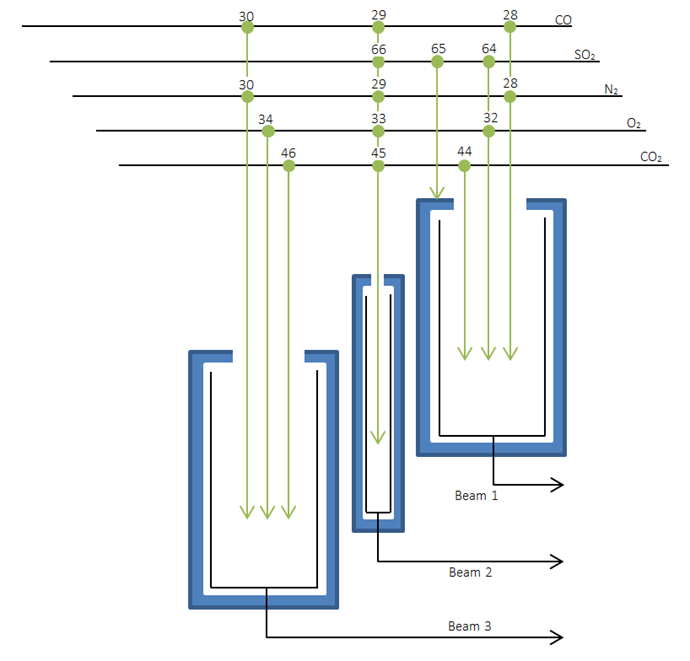 30 29 28 CO
66 65 64 SO₂
30 29 28 N₂
34 33 32 O₂
46 45 44 CO₂
Beam 1
Beam 2
Beam 3